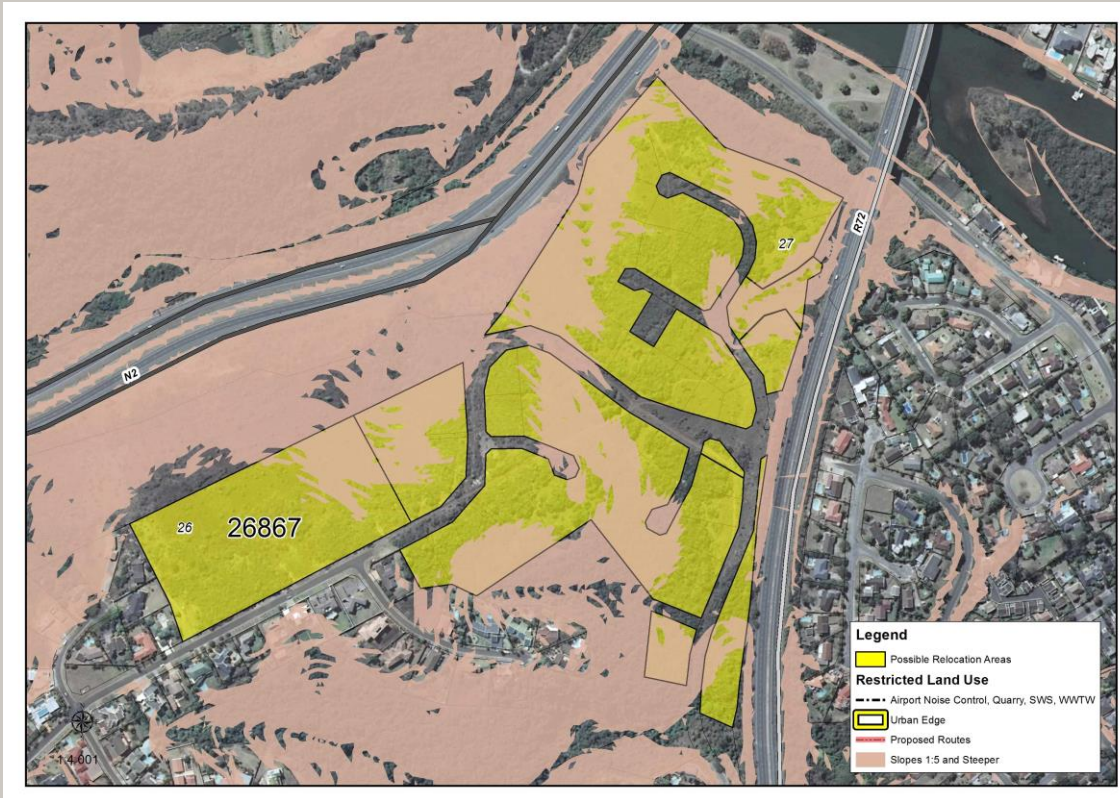 N2
R72
27
26
26867
1:4,001
Legend
Possible Relocation Areas
Restricted Land Use
Airport Noise Control, Quarry, SWS, WWTW
Urban Edge
Proposed Routes
Slopes 1:5 and Steeper